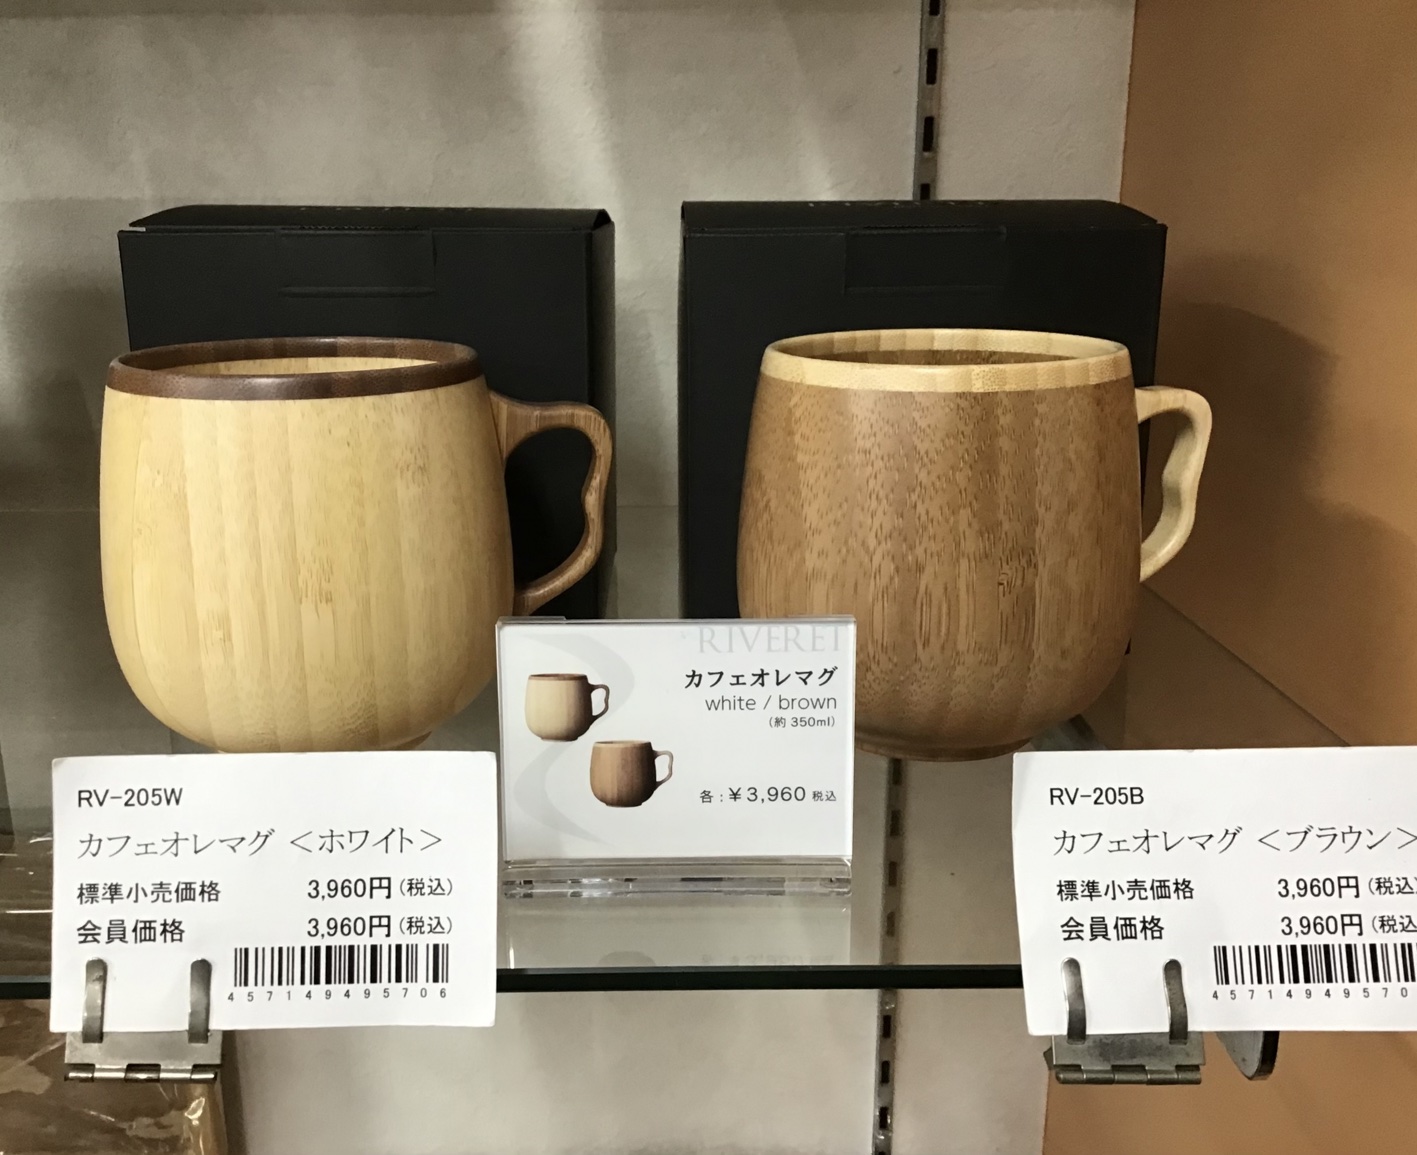 RIVERET
カフェオレマグ
white / brown
(約 350ml)
各：¥3,960 税込
RV-205W
カフェオレマグ ＜ホワイト＞
標準小売価格 3,960円(税込)
会員価格 3,960円(税込)
457149495706
RV-205B
カフェオレマグ ＜ブラウン＞
標準小売価格 3,960円(税込)
会員価格 3,960円(税込
45714949570